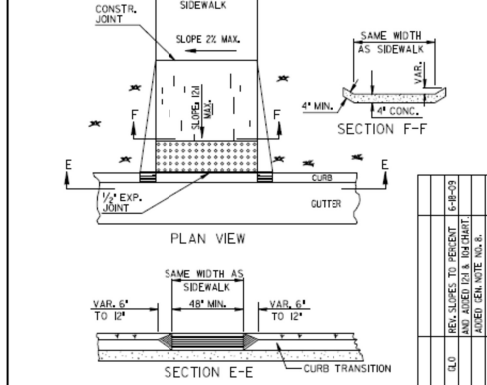 SIDEWALK
CONSTR.
JOINT
SLOPE 2% MAX.
SLOPE 12:1
MAX.
F
F
E
E
CURB
GUTTER
1/2" EXP.
JOINT
PLAN VIEW
SAME WIDTH
AS SIDEWALK
VAR.
4" MIN.
4" CONC.
SECTION F-F
SAME WIDTH AS
SIDEWALK
VAR. 6"
TO 12"
48" MIN.
VAR. 6"
TO 12"
CURB TRANSITION
SECTION E-E
GLO
REV. SLOPES TO PERCENT
AND ADDED 12:1 & 10:1 CHART.
ADDED GEN. NOTE NO. 8.
6-18-09